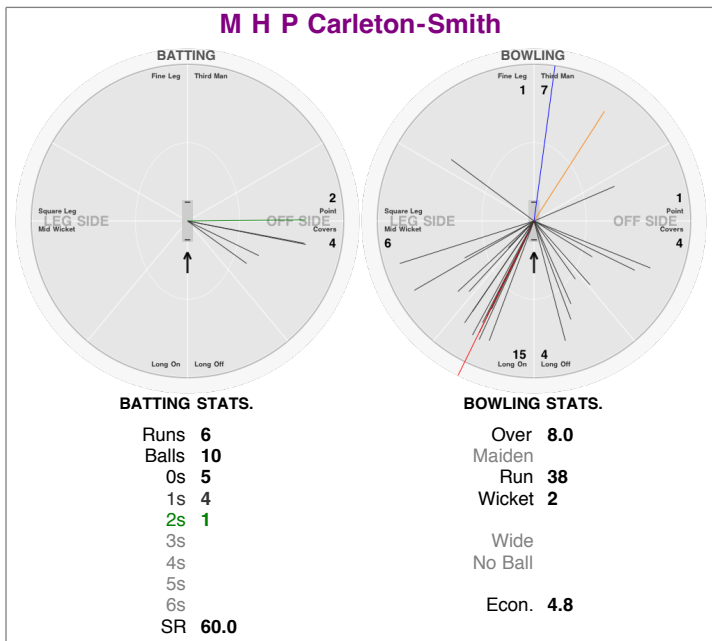 M H P Carleton-Smith
BATTING
Fine Leg Third Man
2
Square Leg Point
LEG SIDE OFF SIDE
Mid Wicket Covers
4
Long On Long Off
BOWLING
Fine Leg Third Man
1 7
1
Square Leg Point
LEG SIDE OFF SIDE
Mid Wicket Covers
6 4
15 4
Long On Long Off
BATTING STATS.
Runs 6
Balls 10
0s 5
1s 4
2s 1
3s
4s
5s
6s
SR 60.0
BOWLING STATS.
Over 8.0
Maiden
Run 38
Wicket 2
Wide
No Ball
Econ. 4.8